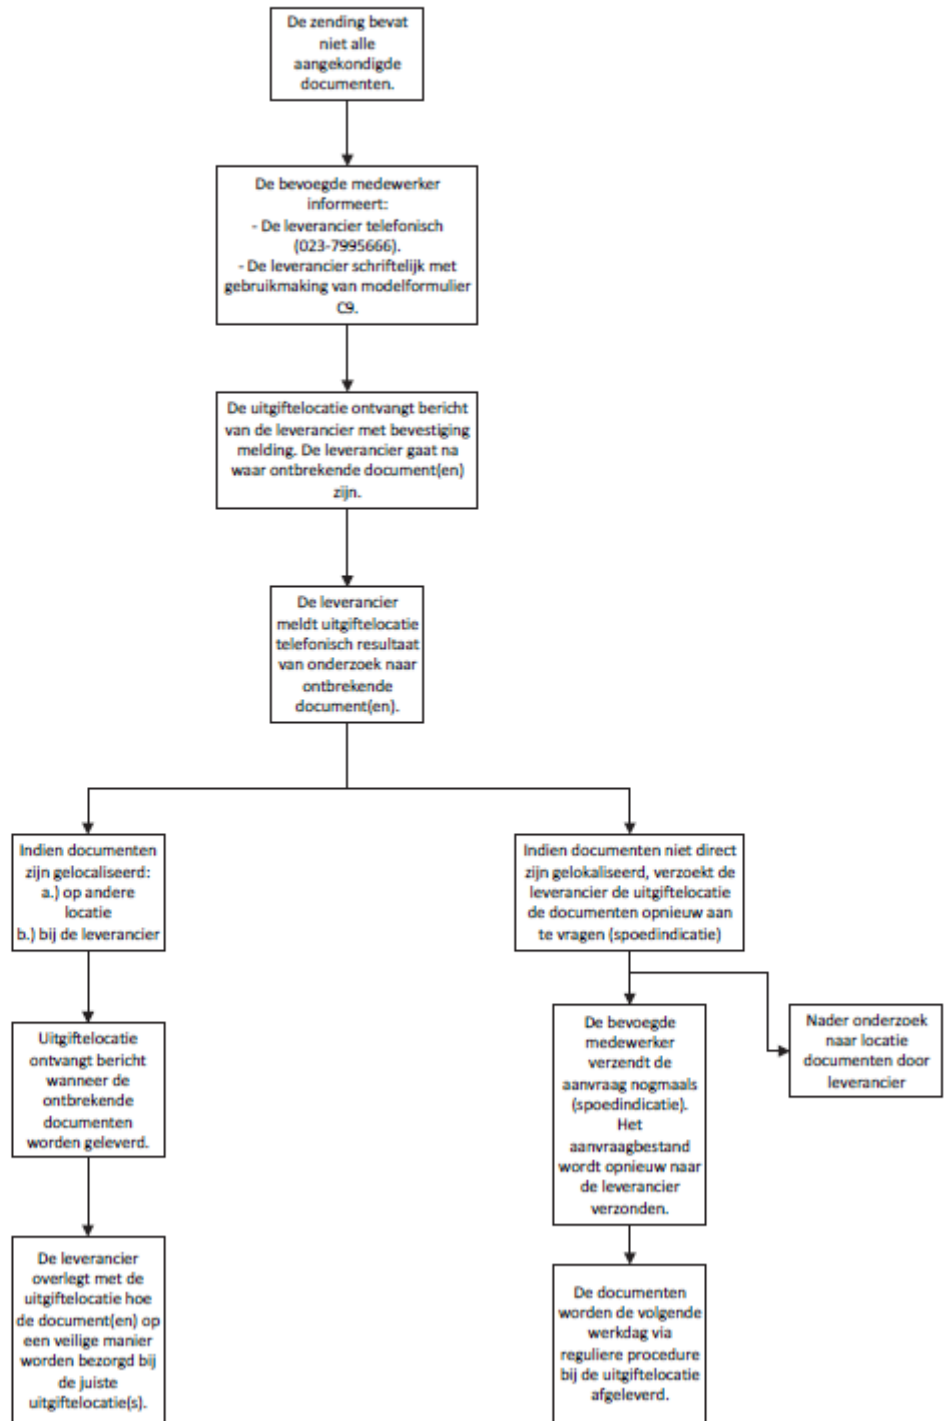 De zending bevat
niet alle
aangekondigde
documenten.
De bevoegde medewerker
informeert:
- De leverancier telefonisch
(023-7995666).
- De leverancier schriftelijk met
gebruikmaking van modelformulier
C9.
De uitgiftelocatie ontvangt bericht
van de leverancier met bevestiging
melding. De leverancier gaat na
waar ontbrekende document(en)
zijn.
De leverancier
meldt uitgiftelocatie
telefonisch resultaat
van onderzoek naar
ontbrekende
document(en).
Indien documenten
zijn gelocaliseerd:
a.) op andere
locatie
b.) bij de leverancier
Indien documenten niet direct
zijn gelokaliseerd, verzoekt de
leverancier de uitgiftelocatie
de documenten opnieuw aan
te vragen (spoedindicatie)
Uitgiftelocatie
ontvangt bericht
wanneer de
ontbrekende
documenten
worden geleverd.
De bevoegde
medewerker
verzendt de
aanvraag nogmaals
(spoedindicatie).
Het
aanvraagbestand
wordt opnieuw naar
de leverancier
verzonden.
Nader onderzoek
naar locatie
documenten door
leverancier
De leverancier
overlegt met de
uitgiftelocatie hoe
de document(en) op
een veilige manier
worden bezorgd bij
de juiste
uitgiftelocatie(s).
De documenten
worden de volgende
werkdag via
reguliere procedure
bij de uitgiftelocatie
afgeleverd.